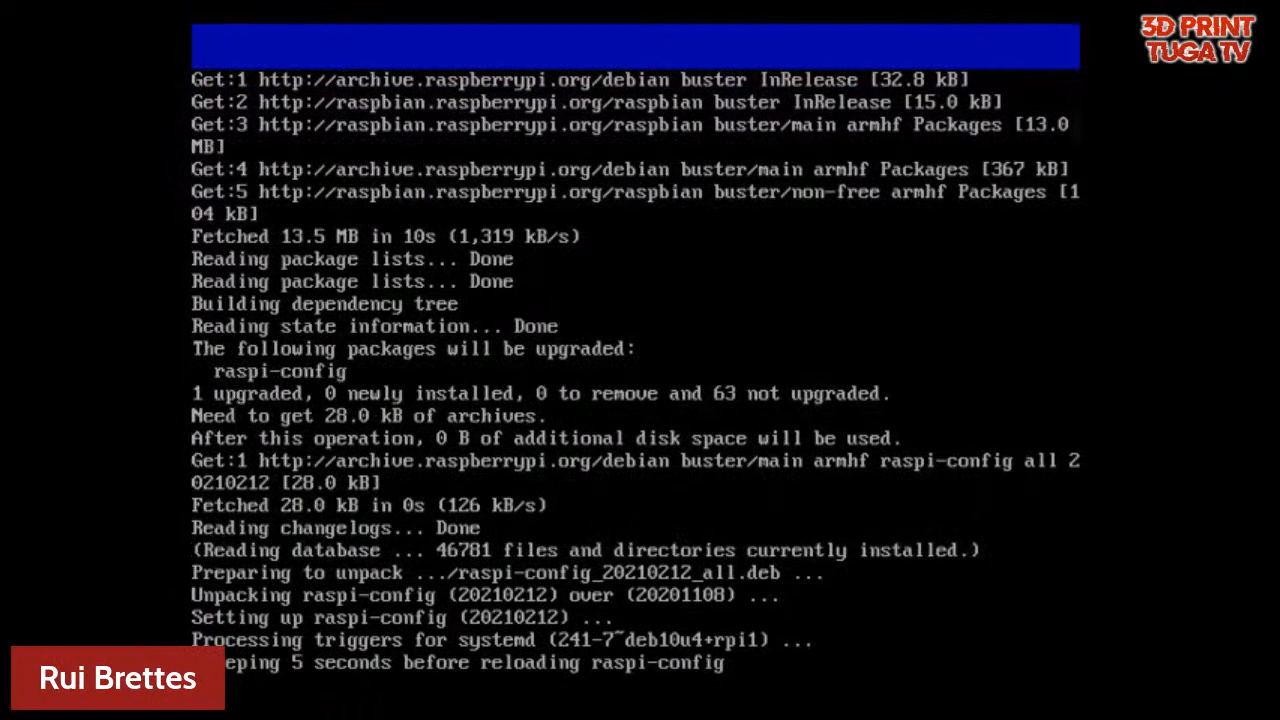 3D PRINT
TUGA TV
Get:1 http://archive.raspberrypi.org/debian buster InRelease [32.8 kB]
Get:2 http://raspbian.raspberrypi.org/raspbian buster InRelease [15.0 kB]
Get:3 http://raspbian.raspberrypi.org/raspbian buster/main armhf Packages [13.0
MB]
Get:4 http://archive.raspberrypi.org/debian buster/main armhf Packages [367 kB]
Get:5 http://raspbian.raspberrypi.org/raspbian buster/non-free armhf Packages [1
04 kB]
Fetched 13.5 MB in 10s (1,319 kB/s)
Reading package lists... Done
Reading package lists... Done
Building dependency tree
Reading state information... Done
The following packages will be upgraded:
raspi-config
1 upgraded, 0 newly installed, 0 to remove and 63 not upgraded.
Need to get 28.0 kB of archives.
After this operation, 0 B of additional disk space will be used.
Get:1 http://archive.raspberrypi.org/debian buster/main armhf raspi-config all 2
0210212 [28.0 kB]
Fetched 28.0 kB in 0s (126 kB/s)
Reading changelogs... Done
(Reading database ... 46781 files and directories currently installed.)
Preparing to unpack .../raspi-config_20210212_all.deb ...
Unpacking raspi-config (20210212) over (20201108) ...
Setting up raspi-config (20210212) ...
Processing triggers for systemd (241-7~deb10u4+rpi1) ...
eping 5 seconds before reloading raspi-config
Rui Brettes